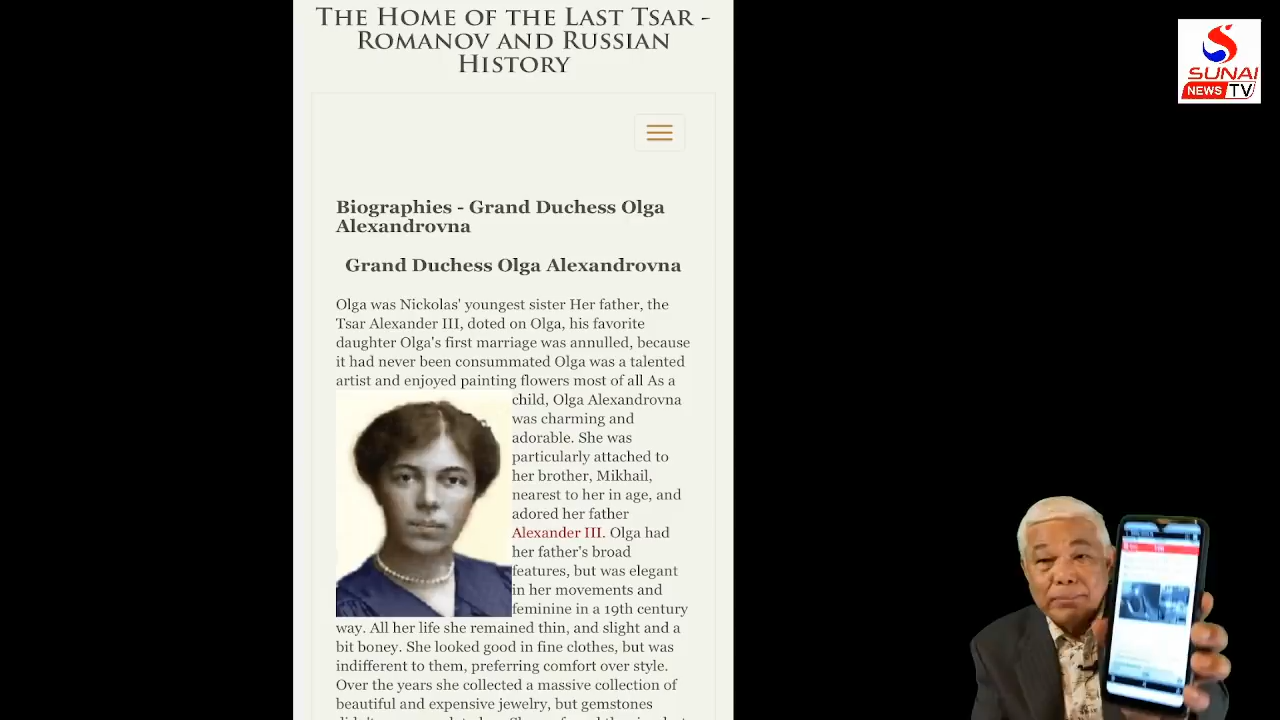 THE HOME OF THE LAST TSAR -
ROMANOV AND RUSSIAN
HISTORY
Biographies - Grand Duchess Olga
Alexandrovna
Grand Duchess Olga Alexandrovna
Olga was Nickolas' youngest sister Her father, the
Tsar Alexander III, doted on Olga, his favorite
daughter Olga's first marriage was annulled, because
it had never been consummated Olga was a talented
artist and enjoyed painting flowers most of all As a
child, Olga Alexandrovna
was charming and
adorable. She was
particularly attached to
her brother, Mikhail,
nearest to her in age, and
adored her father
Alexander III. Olga had
her father's broad
features, but was elegant
in her movements and
feminine in a 19th century
way. All her life she remained thin, and slight and a
bit boney. She looked good in fine clothes, but was
indifferent to them, preferring comfort over style.
Over the years she collected a massive collection of
beautiful and expensive jewelry, but gemstones
SUNAI
NEWS TV